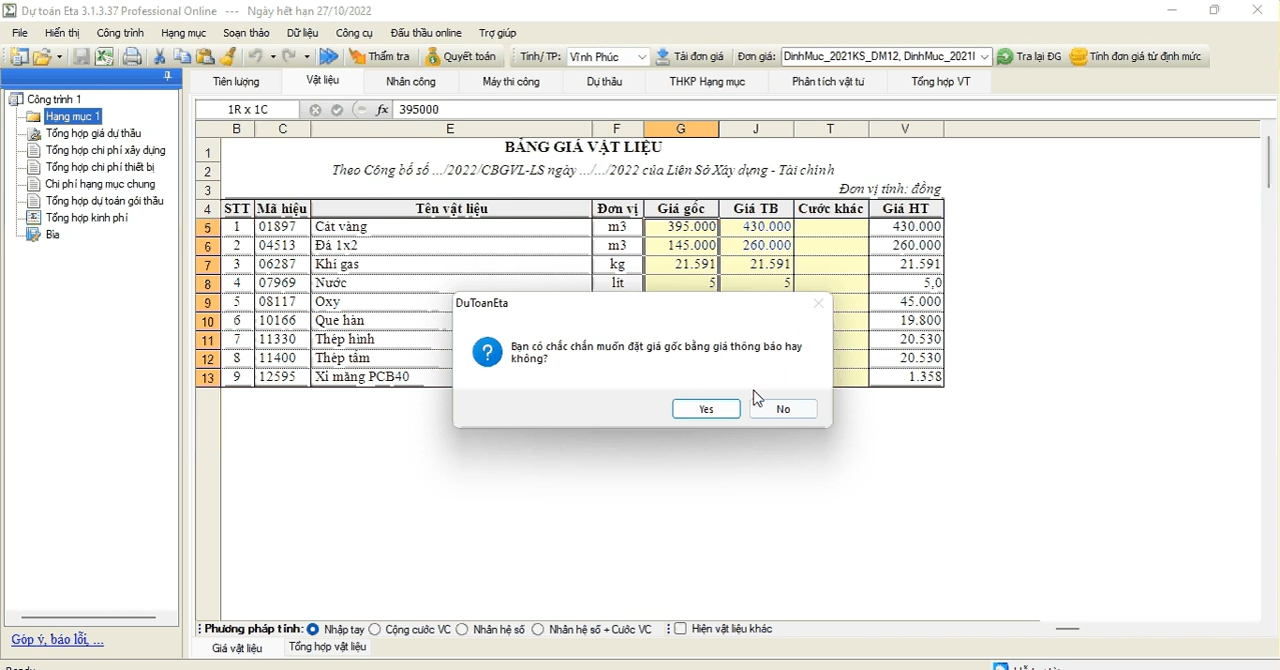 Dự toán Eta 3.1.3.37 Professional Online --- Ngày hết hạn 27/10/2022
File Hiển thị Công trình Hạng mục Soạn thảo Dữ liệu Công cụ Đấu thầu online Trợ giúp
Thẩm tra Quyết toán Tỉnh/ TP: Vĩnh Phúc Tải đơn giá Đơn giá: DinhMuc_2021KS_DM12, DinhMuc_2021I Tra lại ĐG Tính đơn giá từ định mức
Tiên lượng Vật liệu Nhân công Máy thi công Dự thầu THKP Hạng mục Phân tích vật tư Tổng hợp VT
1R x 1C fx 395000
Công trình 1
Hạng mục 1
Tổng hợp giá dự thầu
Tổng hợp chi phí xây dựng
Tổng hợp chi phí thiết bị
Chi phí hạng mục chung
Tổng hợp dự toán gói thầu
Tổng hợp kinh phí
Bìa
B C E F G J T V
1 BẢNG GIÁ VẬT LIỆU
2 Theo Công bố số .../2022/CBGVL-LS ngày .../.../2022 của Liên Sở Xây dựng - Tài chính
3 Đơn vị tính: đồng
4 STT Mã hiệu Tên vật liệu Đơn vị Giá gốc Giá TB Cước khác Giá HT
5 1 01897 Cát vàng m3 395.000 430.000 430.000
6 2 04513 Đá 1x2 m3 145.000 260.000 260.000
7 3 06287 Khí gas kg 21.591 21.591 21.591
8 4 07969 Nước lít 5 5 5,0
9 5 08117 Oxy 45.000
10 6 10166 Que hàn 19.800
11 7 11330 Thép hình 20.530
12 8 11400 Thép tấm 20.530
13 9 12595 Xi măng PCB40 1.358
DuToanEta
Bạn có chắc chắn muốn đặt giá gốc bằng giá thông báo hay
không?
Yes No
Phương pháp tính: Nhập tay Cộng cước VC Nhân hệ số Nhân hệ số + Cước VC Hiện vật liệu khác
Góp ý, báo lỗi, ...
Giá vật liệu Tổng hợp vật liệu